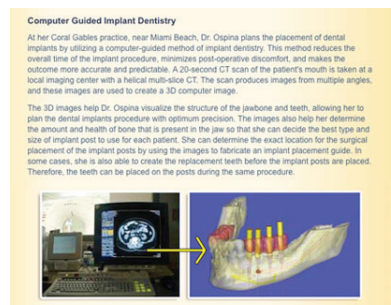 Computer Guided Implant Dentistry
At her Coral Gables practice, near Miami Beach, Dr. Ospina plans the placement of dental
implants by utilizing a computer-guided method of implant dentistry. This method reduces the
overall time of the implant procedure, minimizes post-operative discomfort, and makes the
outcome more accurate and predictable. A 20-second CT scan of the patient's mouth is taken at a
local imaging center with a helical multi-slice CT. The scan produces images from multiple angles,
and these images are used to create a 3D computer image.
The 3D images help Dr. Ospina visualize the structure of the jawbone and teeth, allowing her to
plan the dental implants procedure with optimum precision. The images also help her determine
the amount and health of bone that is present in the jaw so that she can decide the best type and
size of implant post to use for each patient. She can determine the exact location for the surgical
placement of the implant posts by using the images to fabricate an implant placement guide. In
some cases, she is also able to create the replacement teeth before the implant posts are placed.
Therefore, the teeth can be placed on the posts during the same procedure.